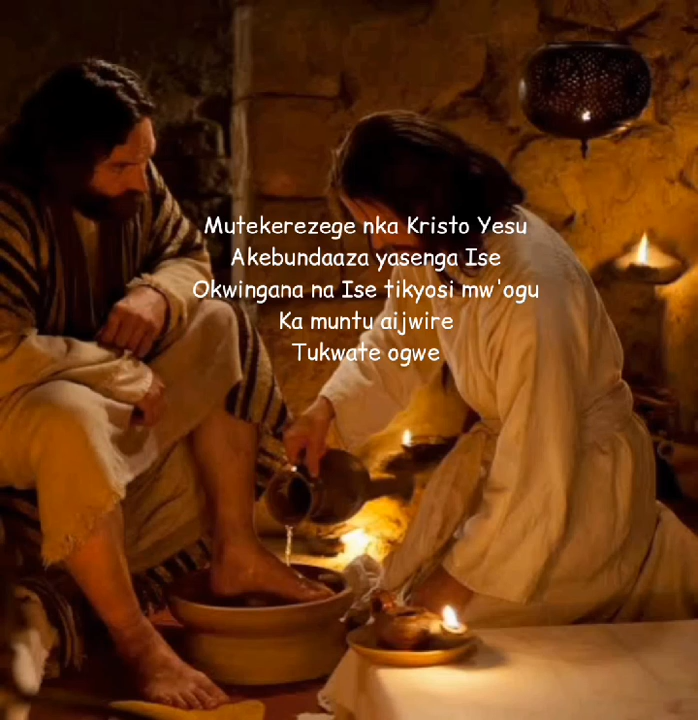 Mutekerezege nka Kristo Yesu
Akebundaaza yasenga Ise
Okwingana na Ise tikyosi mw'ogu
Ka muntu aijwire
Tukwate ogwe